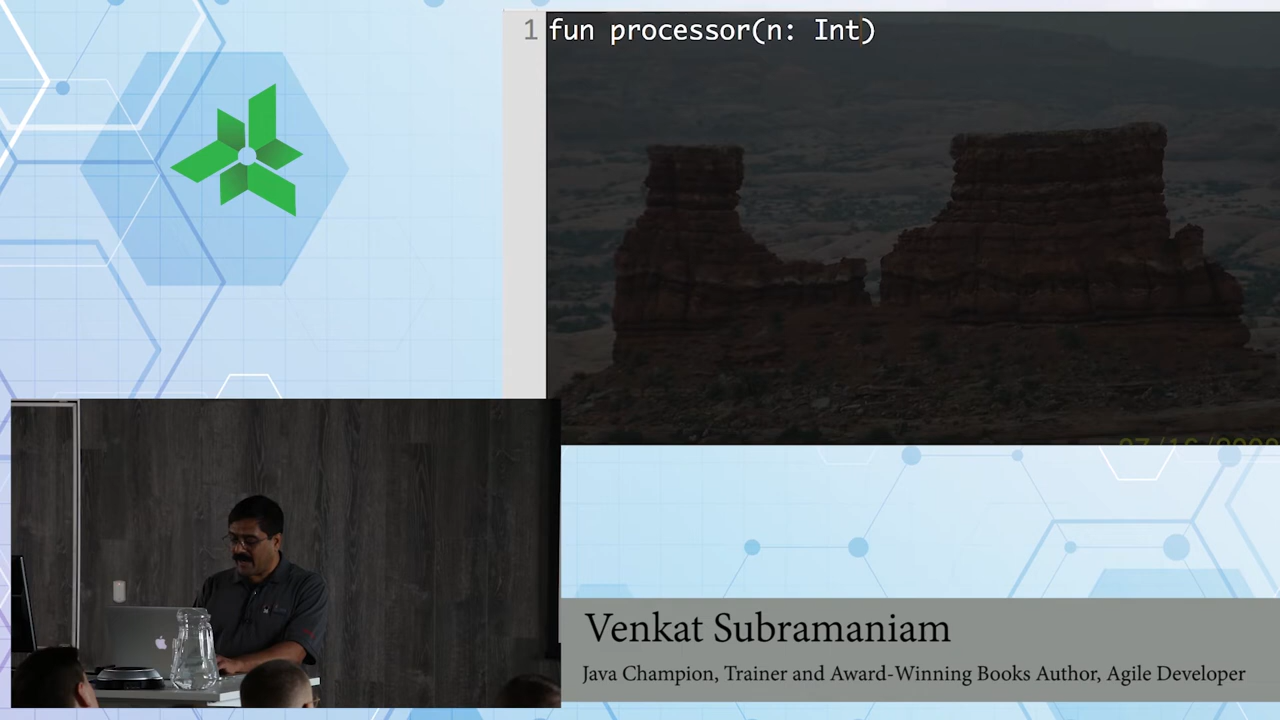 1 fun processor(n: Int)
Venkat Subramaniam
Java Champion, Trainer and Award-Winning Books Author, Agile Developer